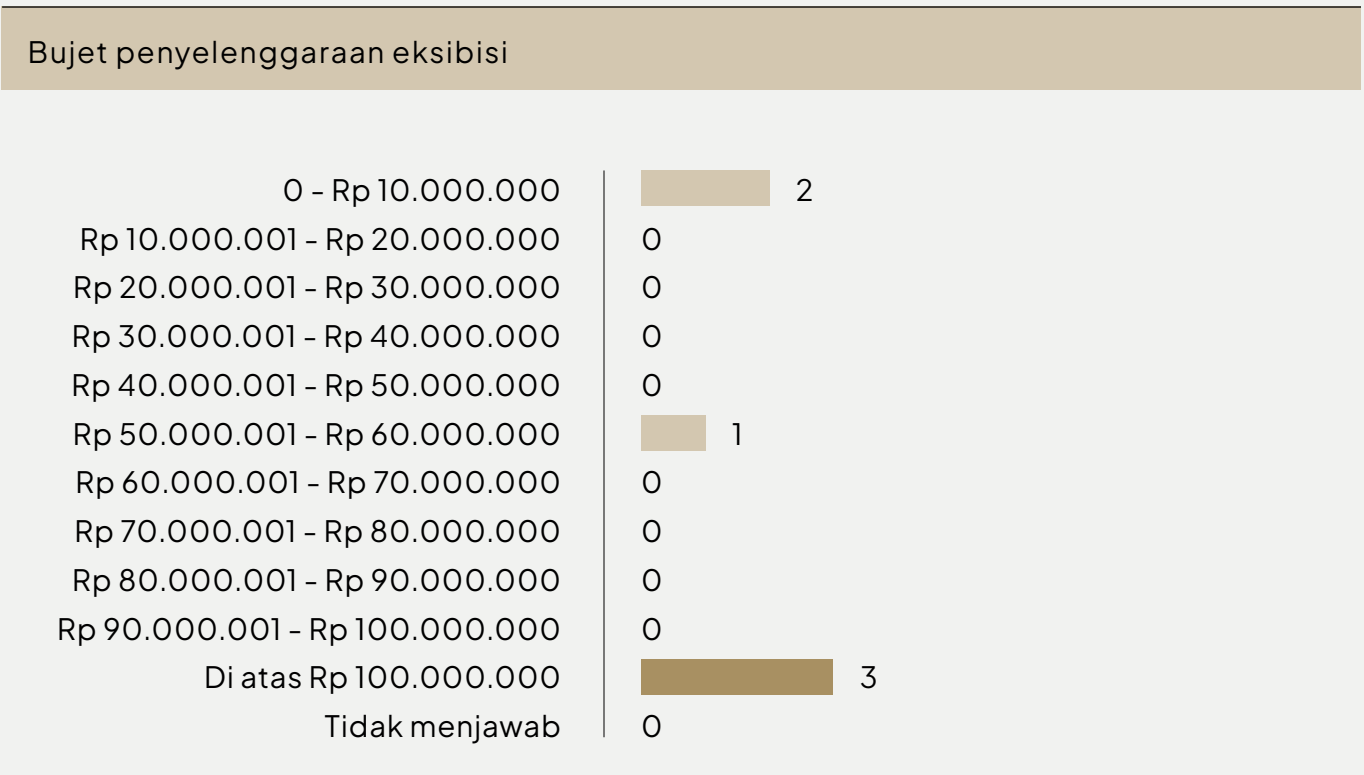 Bujet penyelenggaraan eksibisi
0 - Rp 10.000.000 2
Rp 10.000.001 - Rp 20.000.000 0
Rp 20.000.001 - Rp 30.000.000 0
Rp 30.000.001 - Rp 40.000.000 0
Rp 40.000.001 - Rp 50.000.000 0
Rp 50.000.001 - Rp 60.000.000 1
Rp 60.000.001 - Rp 70.000.000 0
Rp 70.000.001 - Rp 80.000.000 0
Rp 80.000.001 - Rp 90.000.000 0
Rp 90.000.001 - Rp 100.000.000 0
Di atas Rp 100.000.000 3
Tidak menjawab 0